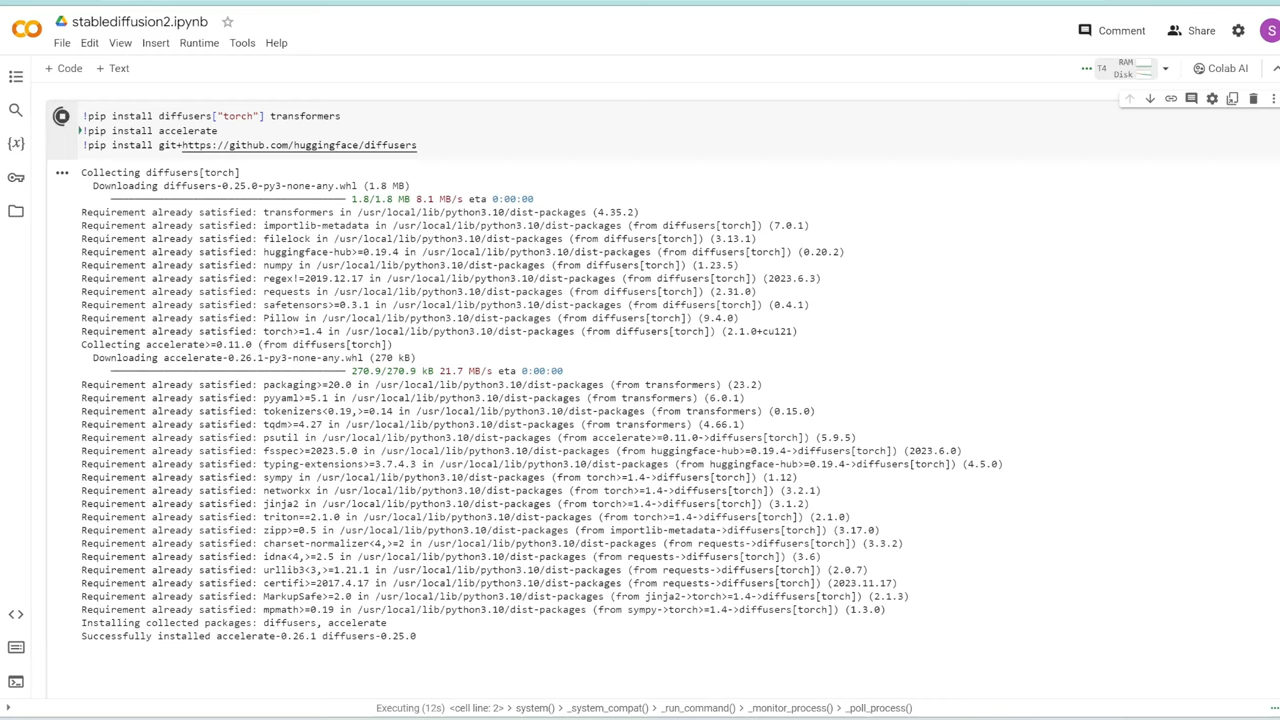 stablediffusion2.ipynb
Comment
Share
S
File Edit View Insert Runtime Tools Help
+ Code + Text
T4
RAM
Disk
Colab AI
!pip install diffusers["torch"] transformers
!pip install accelerate
!pip install git+https://github.com/huggingface/diffusers
Collecting diffusers[torch]
Downloading diffusers-0.25.0-py3-none-any.whl (1.8 MB)
1.8/1.8 MB 8.1 MB/s eta 0:00:00
Requirement already satisfied: transformers in /usr/local/lib/python3.10/dist-packages (4.35.2)
Requirement already satisfied: importlib-metadata in /usr/local/lib/python3.10/dist-packages (from diffusers[torch]) (7.0.1)
Requirement already satisfied: filelock in /usr/local/lib/python3.10/dist-packages (from diffusers[torch]) (3.13.1)
Requirement already satisfied: huggingface-hub>=0.19.4 in /usr/local/lib/python3.10/dist-packages (from diffusers[torch]) (0.20.2)
Requirement already satisfied: numpy in /usr/local/lib/python3.10/dist-packages (from diffusers[torch]) (1.23.5)
Requirement already satisfied: regex!=2019.12.17 in /usr/local/lib/python3.10/dist-packages (from diffusers[torch]) (2023.6.3)
Requirement already satisfied: requests in /usr/local/lib/python3.10/dist-packages (from diffusers[torch]) (2.31.0)
Requirement already satisfied: safetensors>=0.3.1 in /usr/local/lib/python3.10/dist-packages (from diffusers[torch]) (0.4.1)
Requirement already satisfied: Pillow in /usr/local/lib/python3.10/dist-packages (from diffusers[torch]) (9.4.0)
Requirement already satisfied: torch>=1.4 in /usr/local/lib/python3.10/dist-packages (from diffusers[torch]) (2.1.0+cu121)
Collecting accelerate>=0.11.0 (from diffusers[torch])
Downloading accelerate-0.26.1-py3-none-any.whl (270 kB)
270.9/270.9 kB 21.7 MB/s eta 0:00:00
Requirement already satisfied: packaging>=20.0 in /usr/local/lib/python3.10/dist-packages (from transformers) (23.2)
Requirement already satisfied: pyyaml>=5.1 in /usr/local/lib/python3.10/dist-packages (from transformers) (6.0.1)
Requirement already satisfied: tokenizers<0.19,>=0.14 in /usr/local/lib/python3.10/dist-packages (from transformers) (0.15.0)
Requirement already satisfied: tqdm>=4.27 in /usr/local/lib/python3.10/dist-packages (from transformers) (4.66.1)
Requirement already satisfied: psutil in /usr/local/lib/python3.10/dist-packages (from accelerate>=0.11.0->diffusers[torch]) (5.9.5)
Requirement already satisfied: fsspec>=2023.5.0 in /usr/local/lib/python3.10/dist-packages (from huggingface-hub>=0.19.4->diffusers[torch]) (2023.6.0)
Requirement already satisfied: typing-extensions>=3.7.4.3 in /usr/local/lib/python3.10/dist-packages (from huggingface-hub>=0.19.4->diffusers[torch]) (4.5.0)
Requirement already satisfied: sympy in /usr/local/lib/python3.10/dist-packages (from torch>=1.4->diffusers[torch]) (1.12)
Requirement already satisfied: networkx in /usr/local/lib/python3.10/dist-packages (from torch>=1.4->diffusers[torch]) (3.2.1)
Requirement already satisfied: jinja2 in /usr/local/lib/python3.10/dist-packages (from torch>=1.4->diffusers[torch]) (3.1.2)
Requirement already satisfied: triton==2.1.0 in /usr/local/lib/python3.10/dist-packages (from torch>=1.4->diffusers[torch]) (2.1.0)
Requirement already satisfied: zipp>=0.5 in /usr/local/lib/python3.10/dist-packages (from importlib-metadata->diffusers[torch]) (3.17.0)
Requirement already satisfied: charset-normalizer<4,>=2 in /usr/local/lib/python3.10/dist-packages (from requests->diffusers[torch]) (3.3.2)
Requirement already satisfied: idna<4,>=2.5 in /usr/local/lib/python3.10/dist-packages (from requests->diffusers[torch]) (3.6)
Requirement already satisfied: urllib3<3,>=1.21.1 in /usr/local/lib/python3.10/dist-packages (from requests->diffusers[torch]) (2.0.7)
Requirement already satisfied: certifi>=2017.4.17 in /usr/local/lib/python3.10/dist-packages (from requests->diffusers[torch]) (2023.11.17)
Requirement already satisfied: MarkupSafe>=2.0 in /usr/local/lib/python3.10/dist-packages (from jinja2->torch>=1.4->diffusers[torch]) (2.1.3)
Requirement already satisfied: mpmath>=0.19 in /usr/local/lib/python3.10/dist-packages (from sympy->torch>=1.4->diffusers[torch]) (1.3.0)
Installing collected packages: diffusers, accelerate
Successfully installed accelerate-0.26.1 diffusers-0.25.0
Executing (12s) <cell line: 2> > system() > _system_compat() > _run_command() > _monitor_process() > _poll_process()